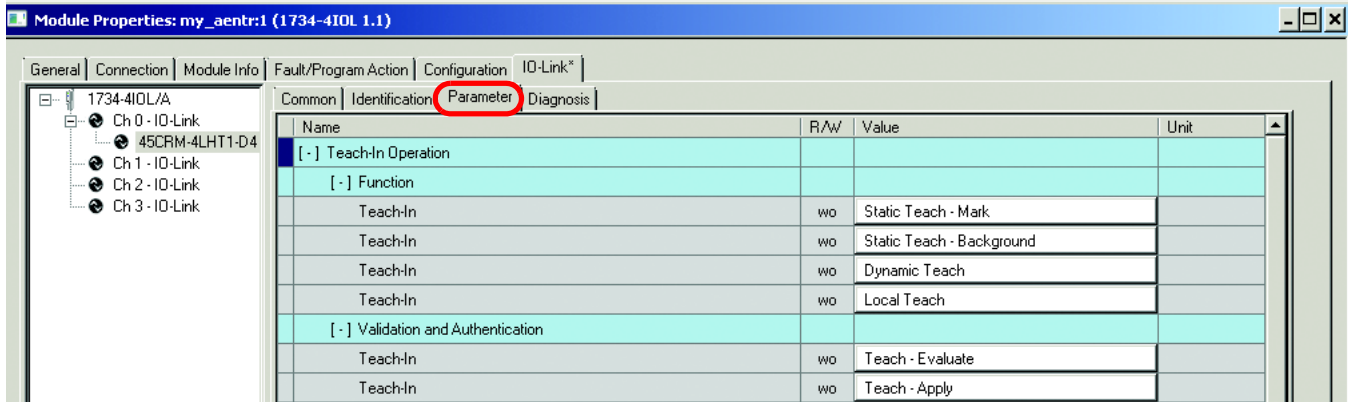 Module Properties: my_aentr:1 (1734-4IOL 1.1)
General Connection Module Info Fault/Program Action Configuration IO-Link*
1734-4IOL/A
Ch 0 - IO-Link
45CRM-4LHT1-D4
Ch 1 - IO-Link
Ch 2 - IO-Link
Ch 3 - IO-Link
Common Identification Parameter Diagnosis
Name R/W Value Unit
[-] Teach-In Operation
[-] Function
Teach-In wo Static Teach - Mark
Teach-In wo Static Teach - Background
Teach-In wo Dynamic Teach
Teach-In wo Local Teach
[-] Validation and Authentication
Teach-In wo Teach - Evaluate
Teach-In wo Teach - Apply